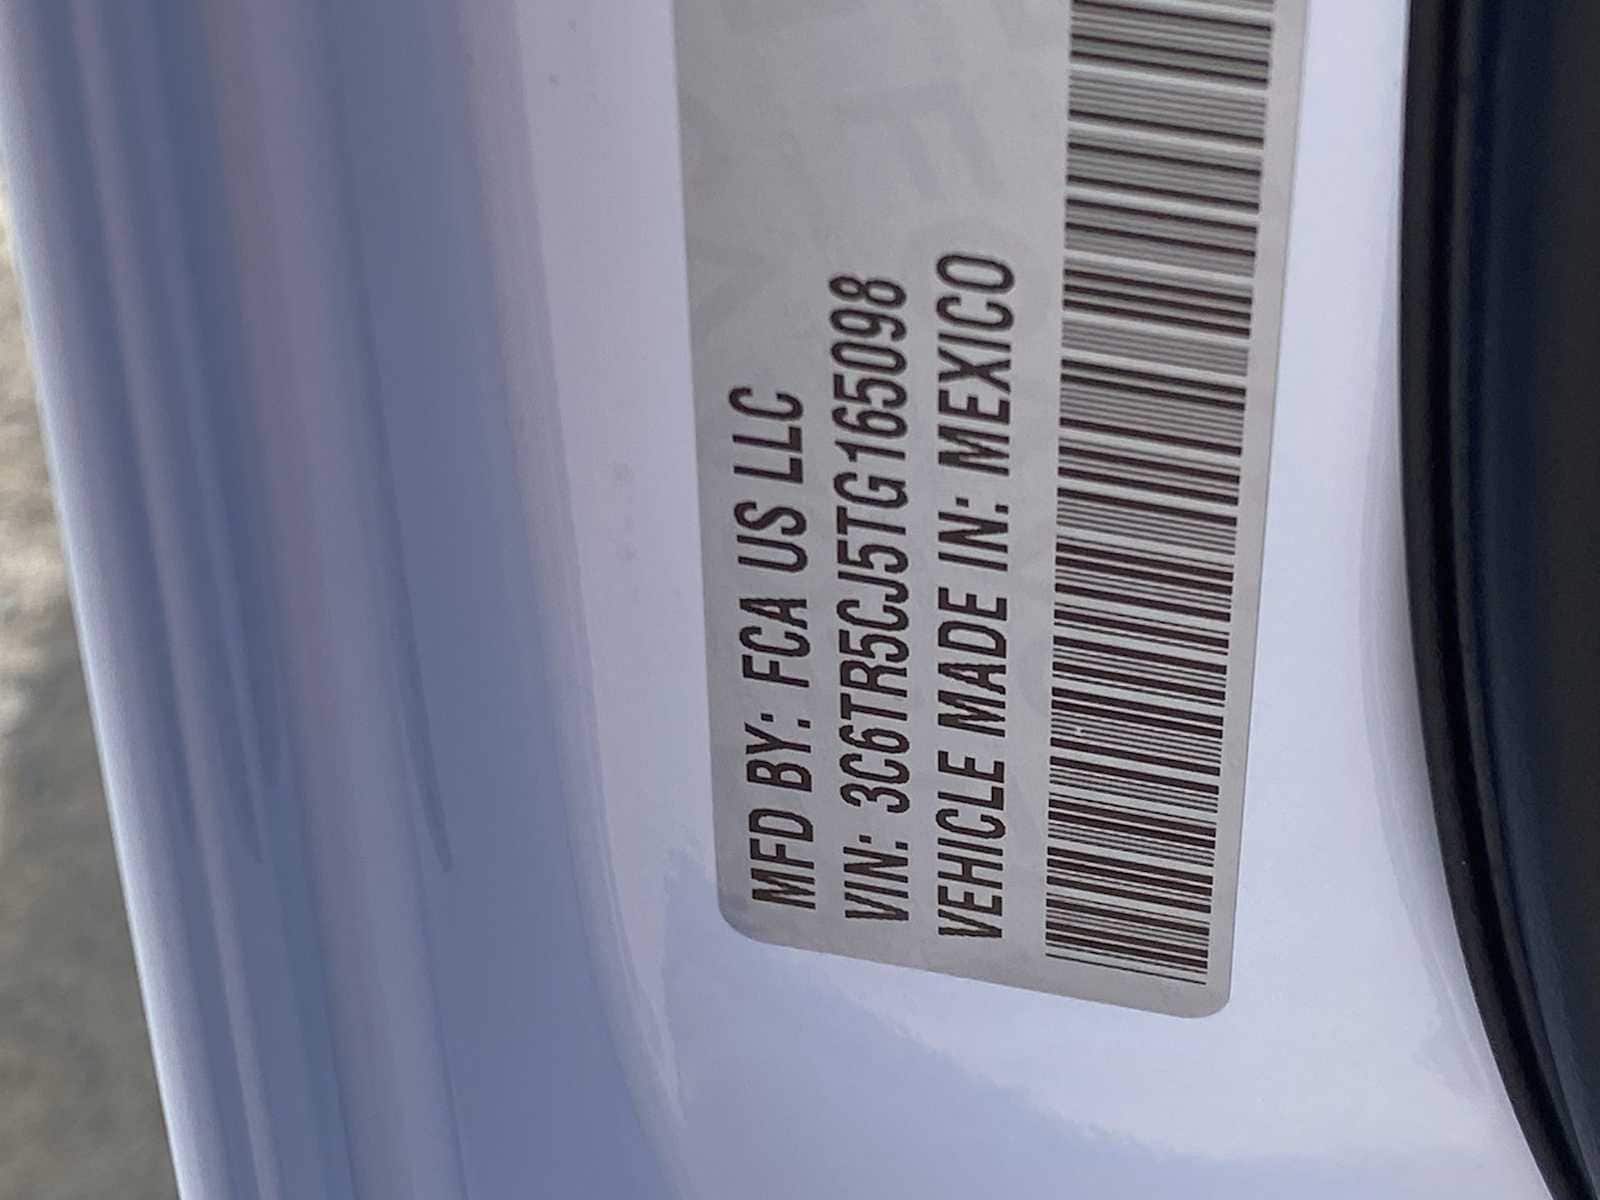 MFD BY: FCA US LLC
VIN: 3C6TR5CJ5TG165098
VEHICLE MADE IN: MEXICO